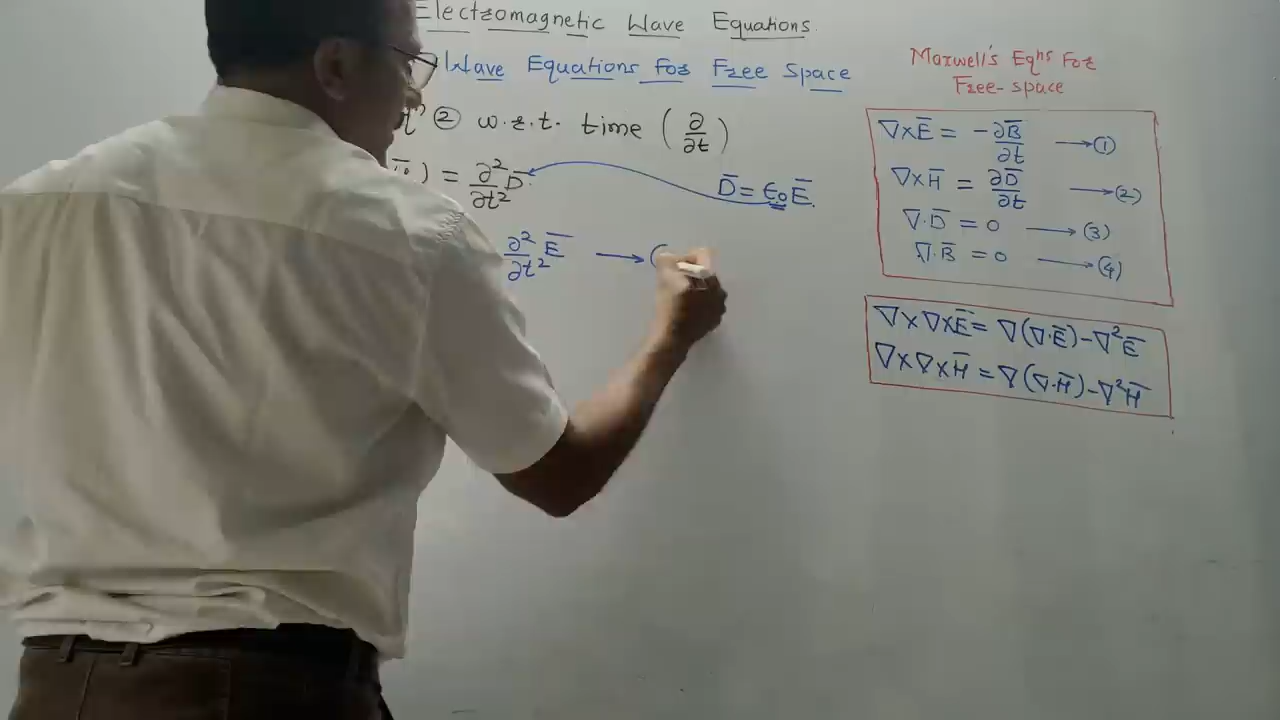 Electromagnetic Wave Equations.
Wave Equations For Free Space
② w.r.t. time (∂/∂t)
) = ∂²/∂t² D̅
D̅ = ϵ₀E̅.
∂²/∂t² E̅ → (
Maxwell's Eqns For
Free-space
∇×E̅ = -∂B̅/∂t → (1)
∇×H̅ = ∂D̅/∂t → (2)
∇·D̅ = 0 → (3)
∇·B̅ = 0 → (4)
∇×∇×E̅ = ∇(∇·E̅)-∇²E̅
∇×∇×H̅ = ∇(∇·H̅)-∇²H̅